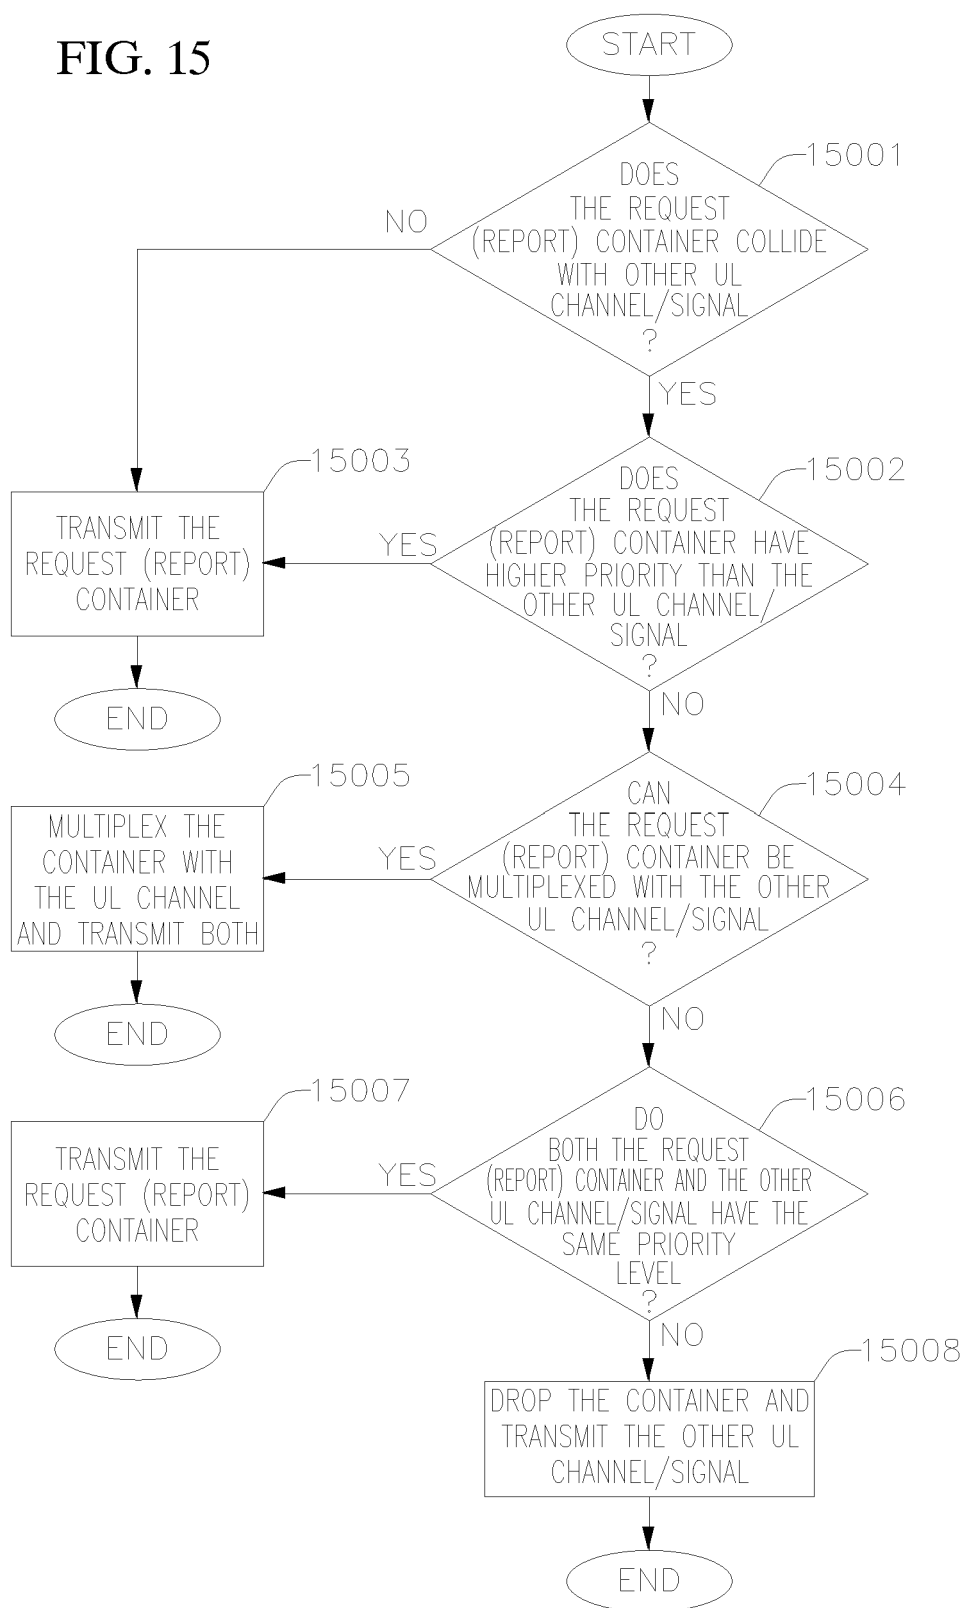 FIG. 15
START
15001
DOES
THE REQUEST
(REPORT) CONTAINER COLLIDE
WITH OTHER UL
CHANNEL/SIGNAL
?
NO
YES
15003
TRANSMIT THE
REQUEST (REPORT)
CONTAINER
END
15002
DOES
THE REQUEST
(REPORT) CONTAINER HAVE
HIGHER PRIORITY THAN THE
OTHER UL CHANNEL/
SIGNAL
?
YES
NO
15005
MULTIPLEX THE
CONTAINER WITH
THE UL CHANNEL
AND TRANSMIT BOTH
END
15004
CAN
THE REQUEST
(REPORT) CONTAINER BE
MULTIPLEXED WITH THE OTHER
UL CHANNEL/SIGNAL
?
YES
NO
15007
TRANSMIT THE
REQUEST (REPORT)
CONTAINER
END
15006
DO
BOTH THE REQUEST
(REPORT) CONTAINER AND THE OTHER
UL CHANNEL/SIGNAL HAVE THE
SAME PRIORITY
LEVEL
?
YES
NO
15008
DROP THE CONTAINER AND
TRANSMIT THE OTHER UL
CHANNEL/SIGNAL
END